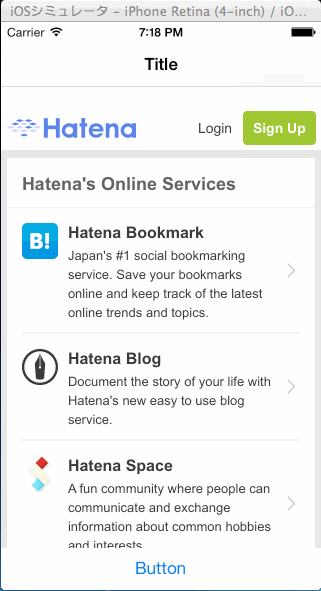 iOSシミュレータ - iPhone Retina (4-inch) / iO...
Carrier 7:18 PM
Title
Hatena Login Sign Up
Hatena's Online Services
B!
Hatena Bookmark
Japan's #1 social bookmarking
service. Save your bookmarks
online and keep track of the latest
online trends and topics.
Hatena Blog
Document the story of your life with
Hatena's new easy to use blog
service.
Hatena Space
A fun community where people can
communicate and exchange
information about common hobbies
and interests
Button